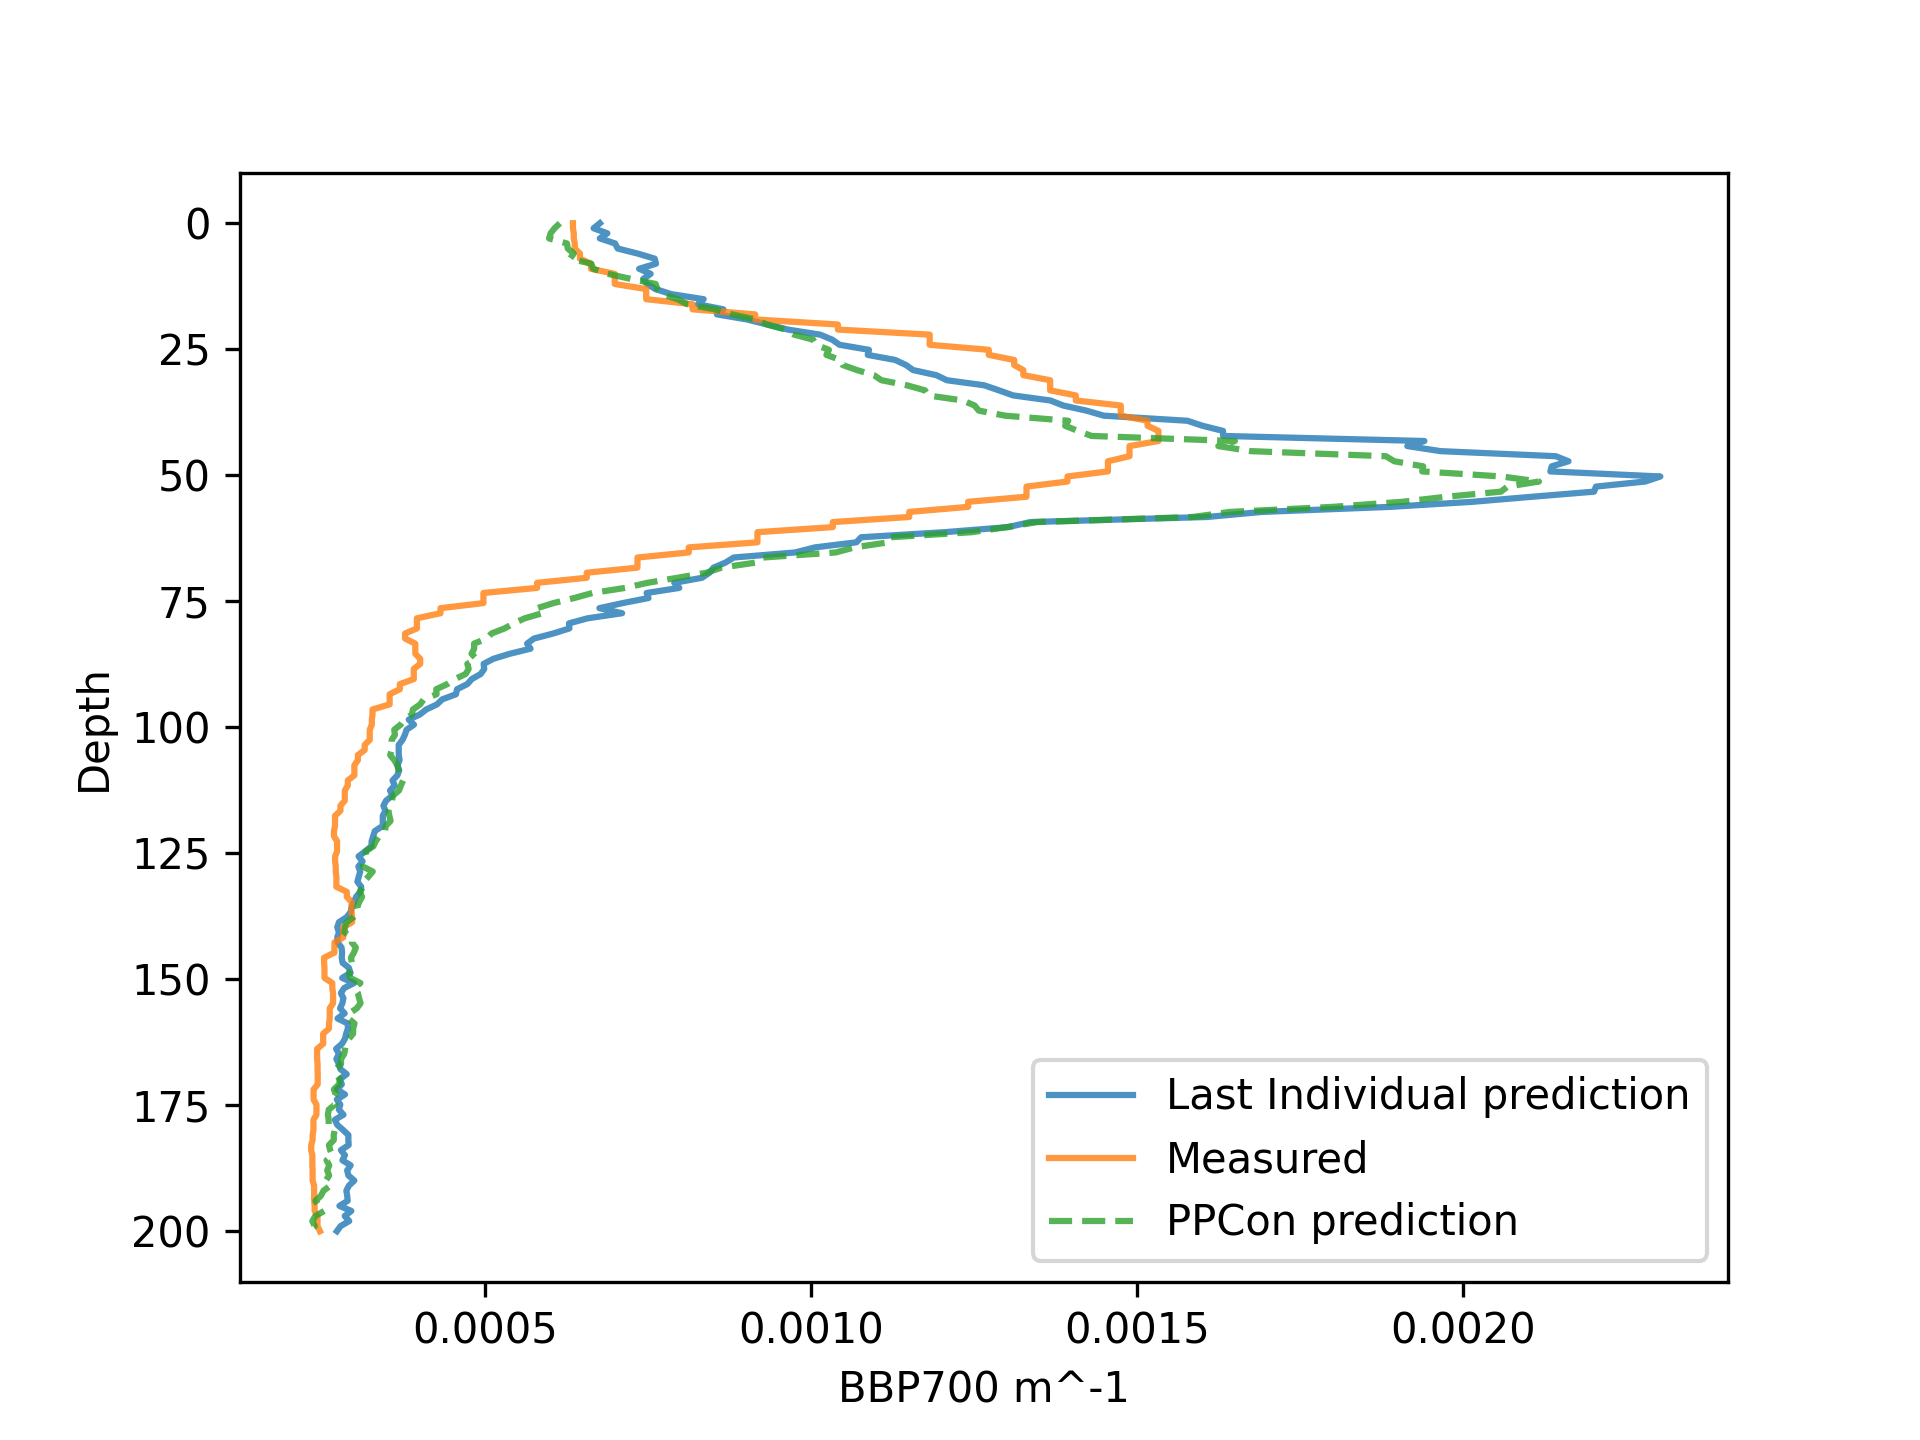 0
25
50
75
100
125
150
175
200
Depth
0.0005
0.0010
0.0015
0.0020
BBP700 m^-1
Last Individual prediction
Measured
PPCon prediction